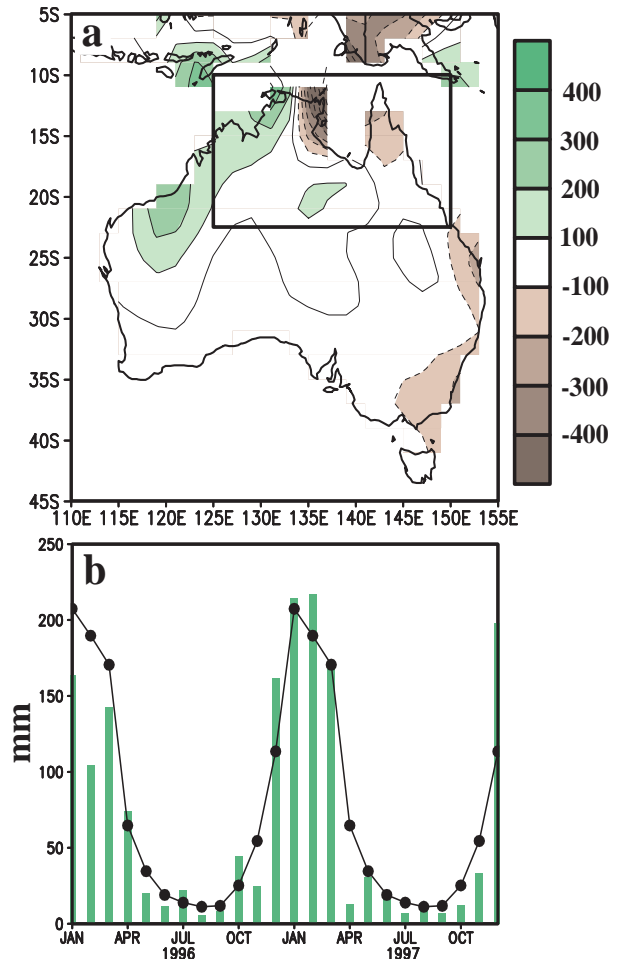 5S
a
10S
15S
20S
25S
30S
35S
40S
45S
110E 115E 120E 125E 130E 135E 140E 145E 150E 155E
400
300
200
100
-100
-200
-300
-400
250
b
200
150
mm
100
50
0
JAN APR JUL OCT JAN APR JUL OCT
1996 1997